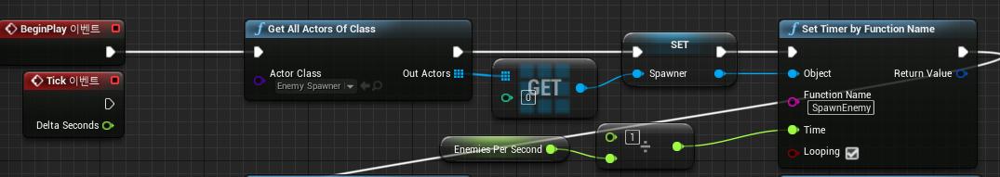 BeginPlay 이벤트
Get All Actors Of Class
SET
Set Timer by Function Name
Actor Class
Enemy Spawner
Out Actors
0
GET
Spawner
Object
Return Value
Tick 이벤트
Delta Seconds
Function Name
SpawnEnemy
Enemies Per Second
1
÷
Time
Looping